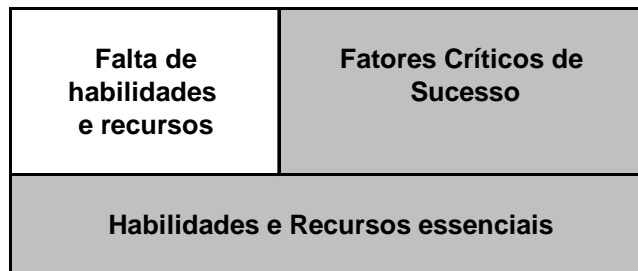 Falta de
habilidades
e recursos
Fatores Críticos de
Sucesso
Habilidades e Recursos essenciais